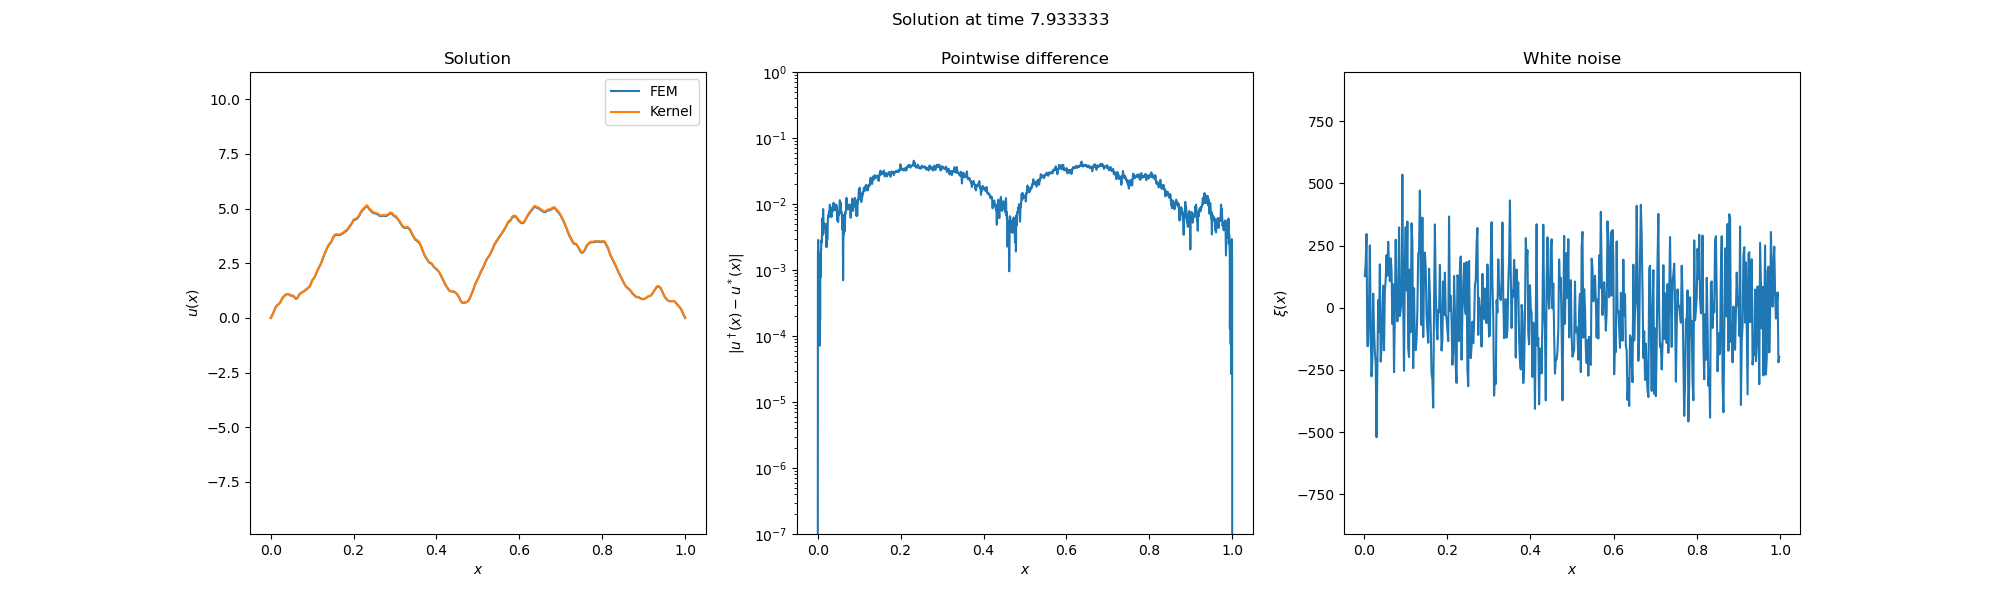 Solution at time 7.933333
Solution
10.0
7.5
5.0
2.5
0.0
−2.5
−5.0
−7.5
u(x)
FEM
Kernel
0.0 0.2 0.4 0.6 0.8 1.0
x
Pointwise difference
10⁰
10⁻¹
10⁻²
10⁻³
10⁻⁴
10⁻⁵
10⁻⁶
10⁻⁷
|u†(x) − u*(x)|
0.0 0.2 0.4 0.6 0.8 1.0
x
White noise
750
500
250
0
−250
−500
−750
ξ(x)
0.0 0.2 0.4 0.6 0.8 1.0
x